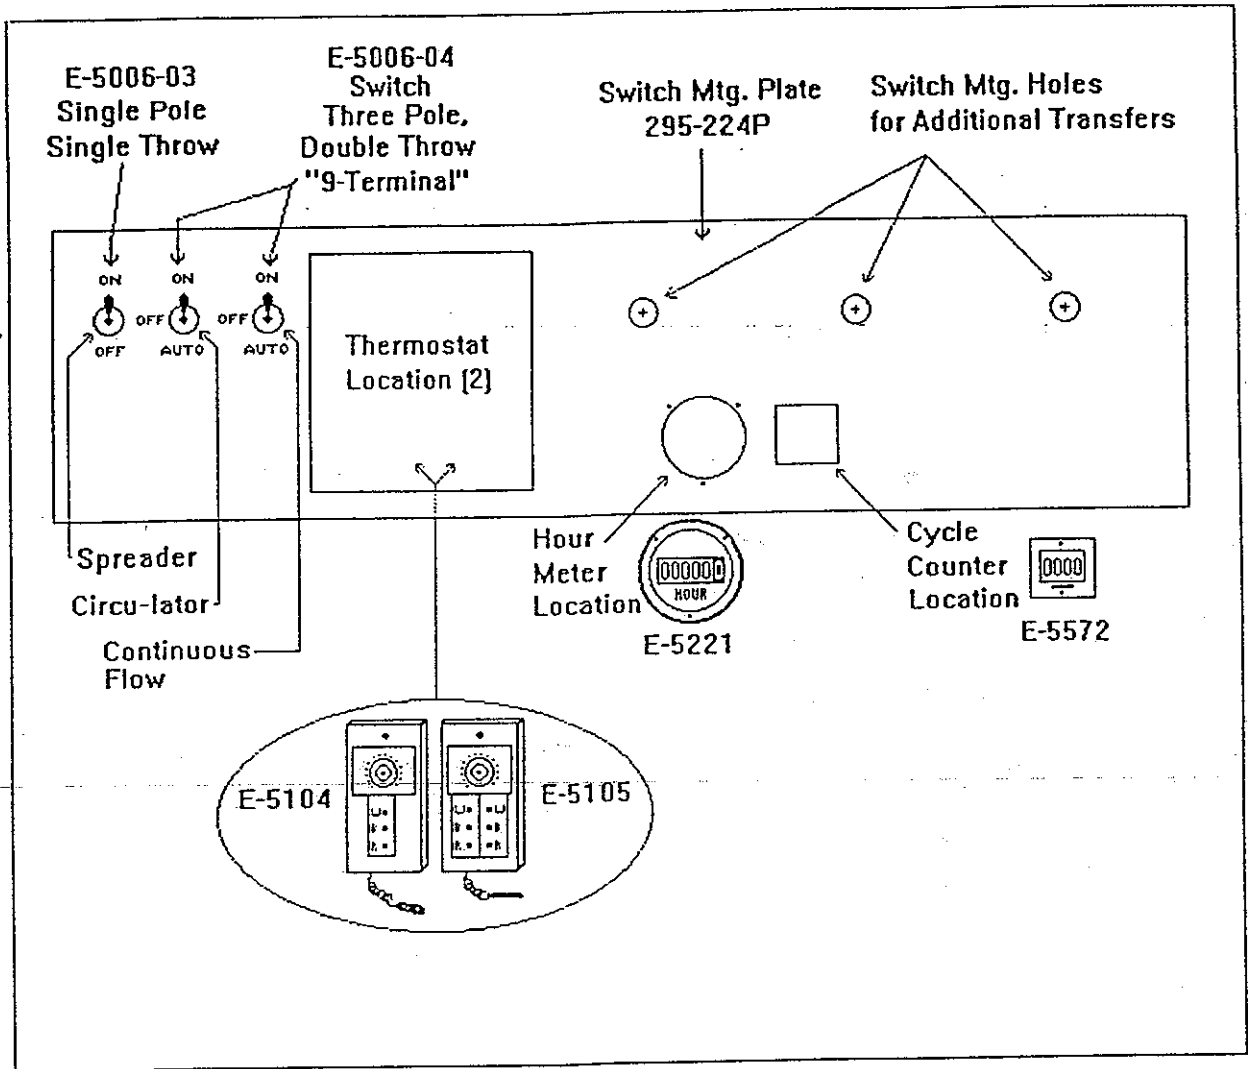 E-5006-03
Single Pole
Single Throw
E-5006-04
Switch
Three Pole,
Double Throw
"9-Terminal"
Switch Mtg. Plate
295-224P
Switch Mtg. Holes
for Additional Transfers
ON
ON
ON
OFF
OFF
OFF
AUTO
AUTO
Thermostat
Location (2)
Spreader
Circu-lator
Continuous
Flow
Hour
Meter
Location
000000
HOUR
E-5221
Cycle
Counter
Location
0000
E-5572
E-5104
E-5105